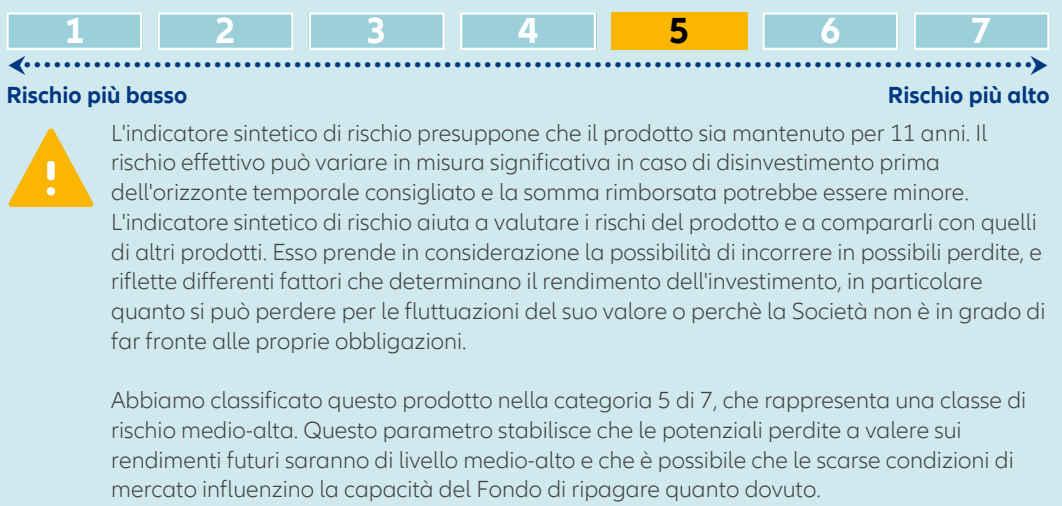 1 2 3 4 5 6 7
Rischio più basso Rischio più alto
L'indicatore sintetico di rischio presuppone che il prodotto sia mantenuto per 11 anni. Il
rischio effettivo può variare in misura significativa in caso di disinvestimento prima
dell'orizzonte temporale consigliato e la somma rimborsata potrebbe essere minore.
L'indicatore sintetico di rischio aiuta a valutare i rischi del prodotto e a compararli con quelli
di altri prodotti. Esso prende in considerazione la possibilità di incorrere in possibili perdite, e
riflette differenti fattori che determinano il rendimento dell'investimento, in particolare
quanto si può perdere per le fluttuazioni del suo valore o perchè la Società non è in grado di
far fronte alle proprie obbligazioni.
Abbiamo classificato questo prodotto nella categoria 5 di 7, che rappresenta una classe di
rischio medio-alta. Questo parametro stabilisce che le potenziali perdite a valere sui
rendimenti futuri saranno di livello medio-alto e che è possibile che le scarse condizioni di
mercato influenzino la capacità del Fondo di ripagare quanto dovuto.